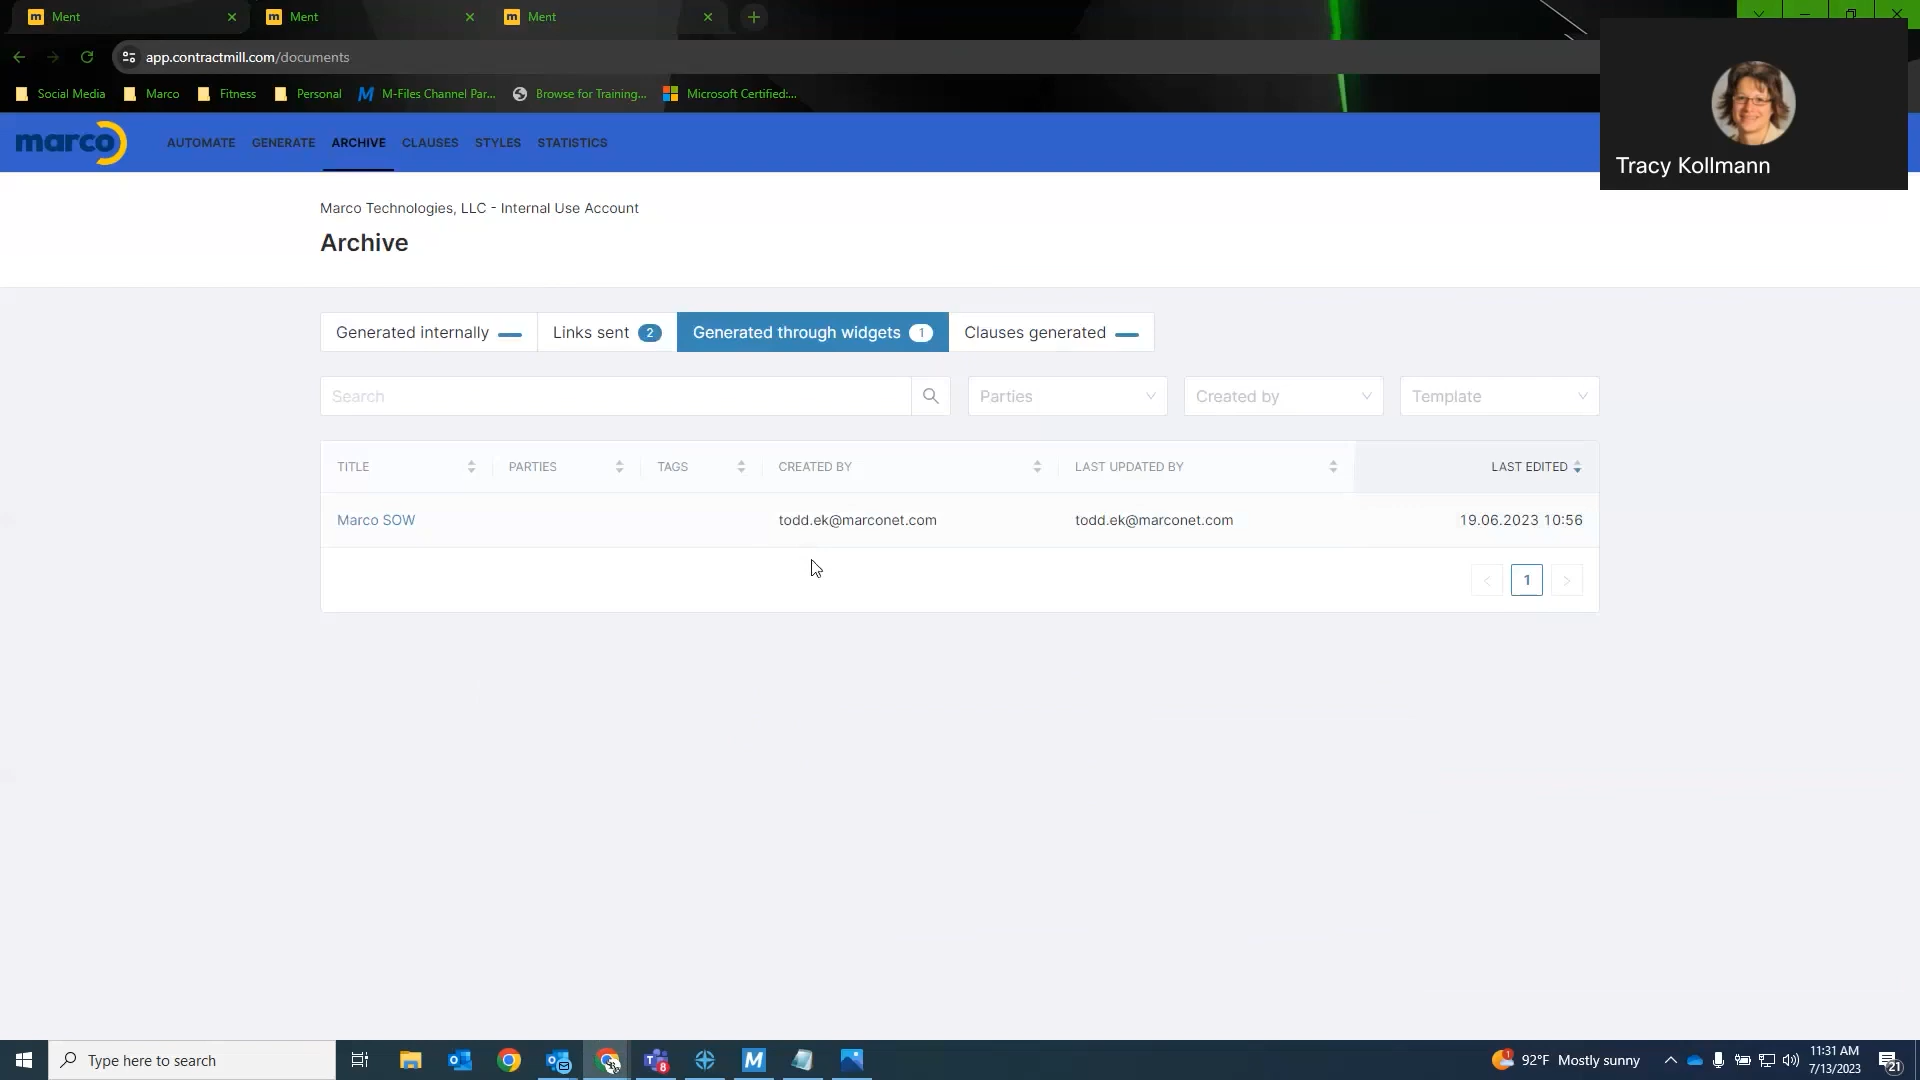 Ment
Ment
Ment
app.contractmill.com/documents
Social Media
Marco
Fitness
Personal
M-Files Channel Par...
Browse for Training...
Microsoft Certified:...
Tracy Kollmann
marco
AUTOMATE
GENERATE
ARCHIVE
CLAUSES
STYLES
STATISTICS
Marco Technologies, LLC - Internal Use Account
Archive
Generated internally
Links sent 2
Generated through widgets 1
Clauses generated
Search
Parties
Created by
Template
TITLE
PARTIES
TAGS
CREATED BY
LAST UPDATED BY
LAST EDITED
Marco SOW
todd.ek@marconet.com
todd.ek@marconet.com
19.06.2023 10:56
1
Type here to search
92°F Mostly sunny
11:31 AM
7/13/2023
21